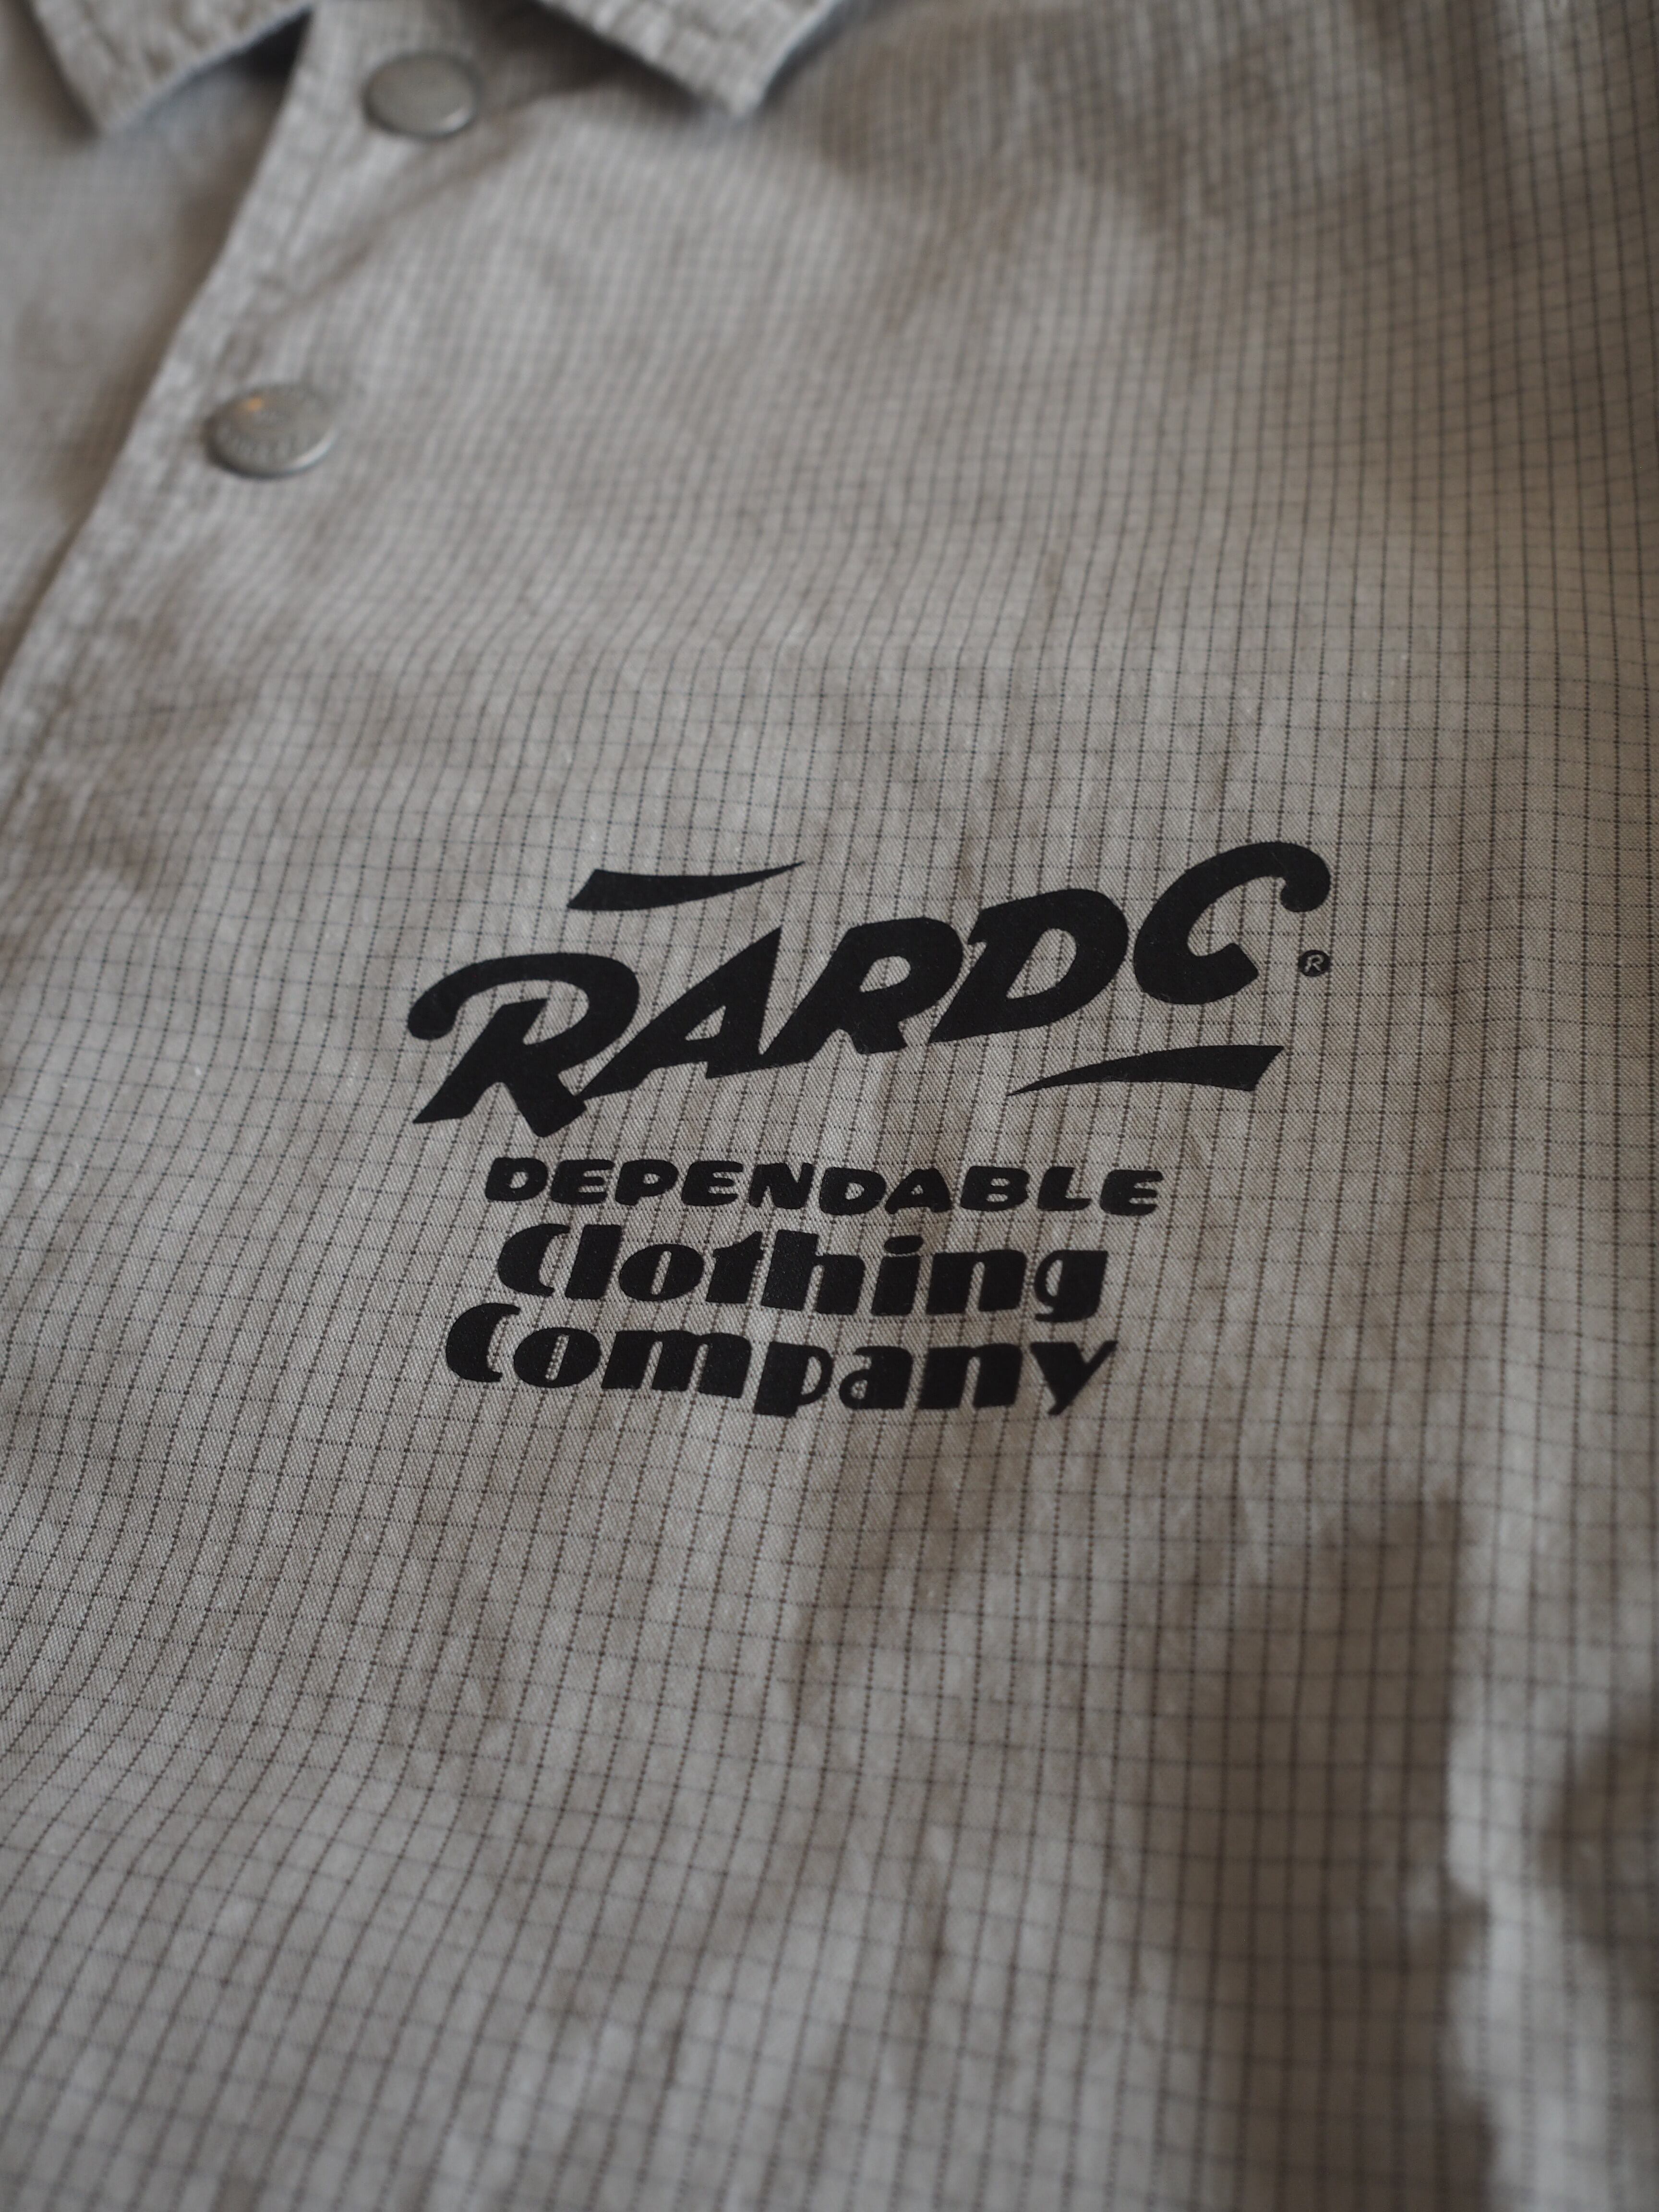 RARDC®
DEPENDABLE
Clothing
Company